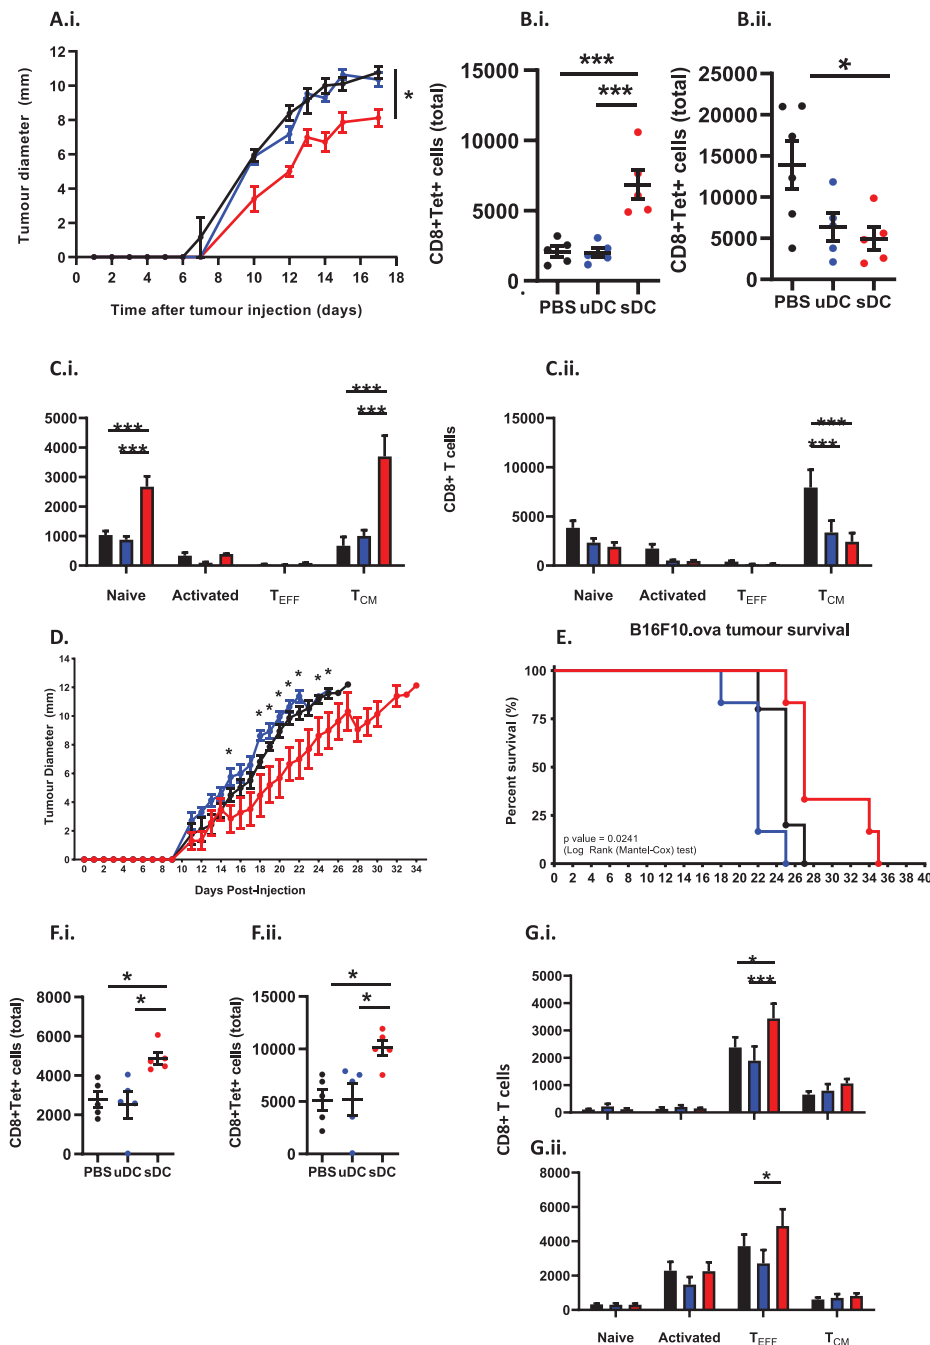 A.i.
B.i.
B.ii.
12
10
8
6
4
2
0
Tumour diameter (mm)
*
0 2 4 6 8 10 12 14 16 18
Time after tumour injection (days)
CD8+Tet+ cells (total)
15000
10000
5000
0
***
***
PBS uDC sDC
CD8+Tet+ cells (total)
25000
20000
15000
10000
5000
0
*
PBS uDC sDC
C.i.
C.ii.
5000
4000
3000
2000
1000
0
***
***
***
***
Naive Activated TEFF TCM
CD8+ T cells
15000
10000
5000
0
***
***
Naive Activated TEFF TCM
D.
14
12
10
8
6
4
2
0
Tumour Diameter (mm)
* * * * * * * *
0 2 4 6 8 10 12 14 16 18 20 22 24 26 28 30 32 34
Days Post-Injection
E.
B16F10.ova tumour survival
100
75
50
25
0
Percent survival (%)
p value = 0.0241
(Log Rank (Mantel-Cox) test)
0 2 4 6 8 10 12 14 16 18 20 22 24 26 28 30 32 34 36 38 40
F.i.
F.ii.
CD8+Tet+ cells (total)
8000
6000
4000
2000
0
*
*
PBS uDC sDC
CD8+Tet+ cells (total)
15000
10000
5000
0
*
*
PBS uDC sDC
G.i.
5000
4000
3000
2000
1000
0
*
***
CD8+ T cells
G.ii.
8000
6000
4000
2000
0
*
Naive Activated TEFF TCM